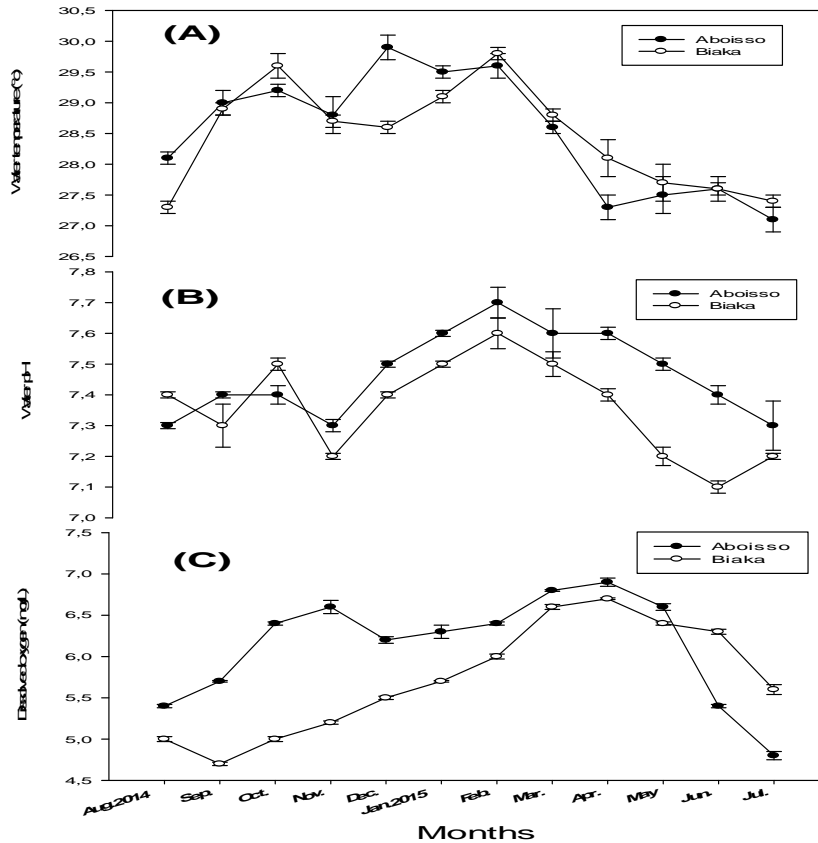 30,5
(A)
Aboisso
Biaka
30,0
29,5
29,0
28,5
28,0
27,5
27,0
26,5
7,8
(B)
Aboisso
Biaka
7,7
7,6
7,5
7,4
7,3
7,2
7,1
7,0
Water pH
7,5
(C)
Aboisso
Biaka
7,0
6,5
6,0
5,5
5,0
4,5
Aug.2014
Sep.
Oct.
Nov.
Dec.
Jan.2015
Feb.
Mar.
Apr.
May
Jun.
Jul.
Months